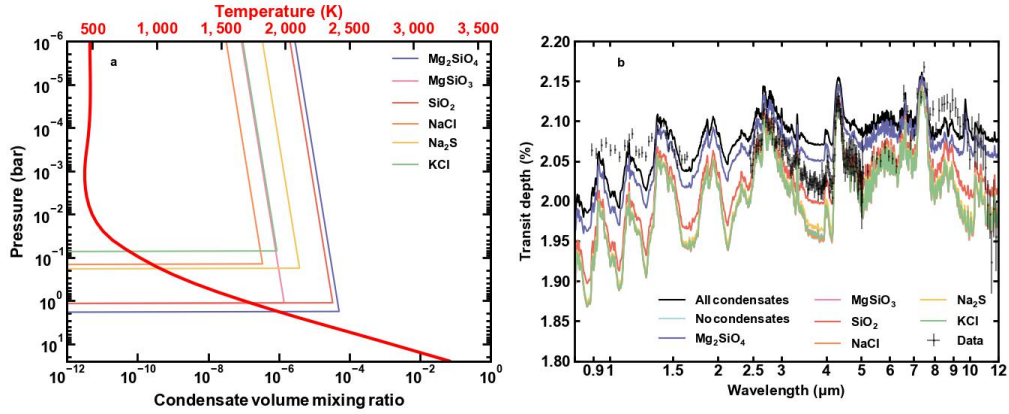 Temperature (K)
500 1, 000 1, 500 2, 000 2, 500 3, 000 3, 500
a
Mg₂SiO₄
MgSiO₃
SiO₂
NaCl
Na₂S
KCl
Pressure (bar)
10⁻⁶
10⁻⁵
10⁻⁴
10⁻³
10⁻²
10⁻¹
10⁰
10¹
10⁻¹² 10⁻¹⁰ 10⁻⁸ 10⁻⁶ 10⁻⁴ 10⁻² 10⁰
Condensate volume mixing ratio
b
Transit depth (%)
2.20
2.15
2.10
2.05
2.00
1.95
1.90
1.85
1.80
All condensates
No condensates
Mg₂SiO₄
MgSiO₃
SiO₂
NaCl
Na₂S
KCl
Data
0.9 1 1.5 2 3 4 5 6 7 8 9 10 12
Wavelength (μm)